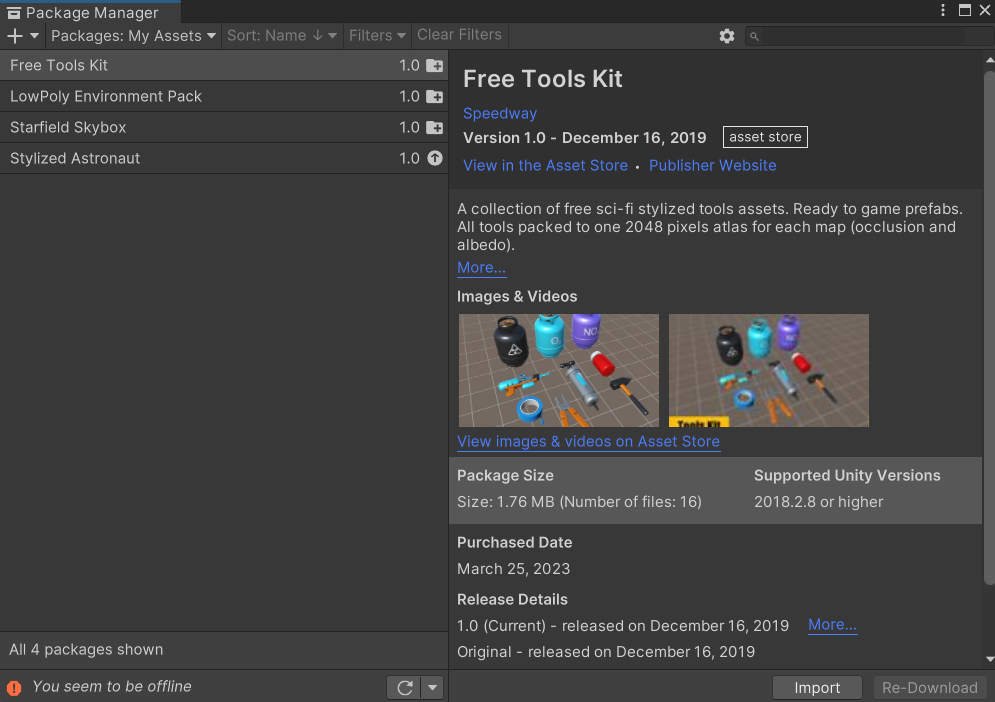 Package Manager
Packages: My Assets
Sort: Name ↓
Filters
Clear Filters
Free Tools Kit 1.0
LowPoly Environment Pack 1.0
Starfield Skybox 1.0
Stylized Astronaut 1.0
All 4 packages shown
You seem to be offline
Free Tools Kit
Speedway
Version 1.0 - December 16, 2019 asset store
View in the Asset Store • Publisher Website
A collection of free sci-fi stylized tools assets. Ready to game prefabs.
All tools packed to one 2048 pixels atlas for each map (occlusion and
albedo).
More...
Images & Videos
O₂
NO
Tools Kit
View images & videos on Asset Store
Package Size
Size: 1.76 MB (Number of files: 16)
Supported Unity Versions
2018.2.8 or higher
Purchased Date
March 25, 2023
Release Details
1.0 (Current) - released on December 16, 2019 More...
Original - released on December 16, 2019
Import
Re-Download